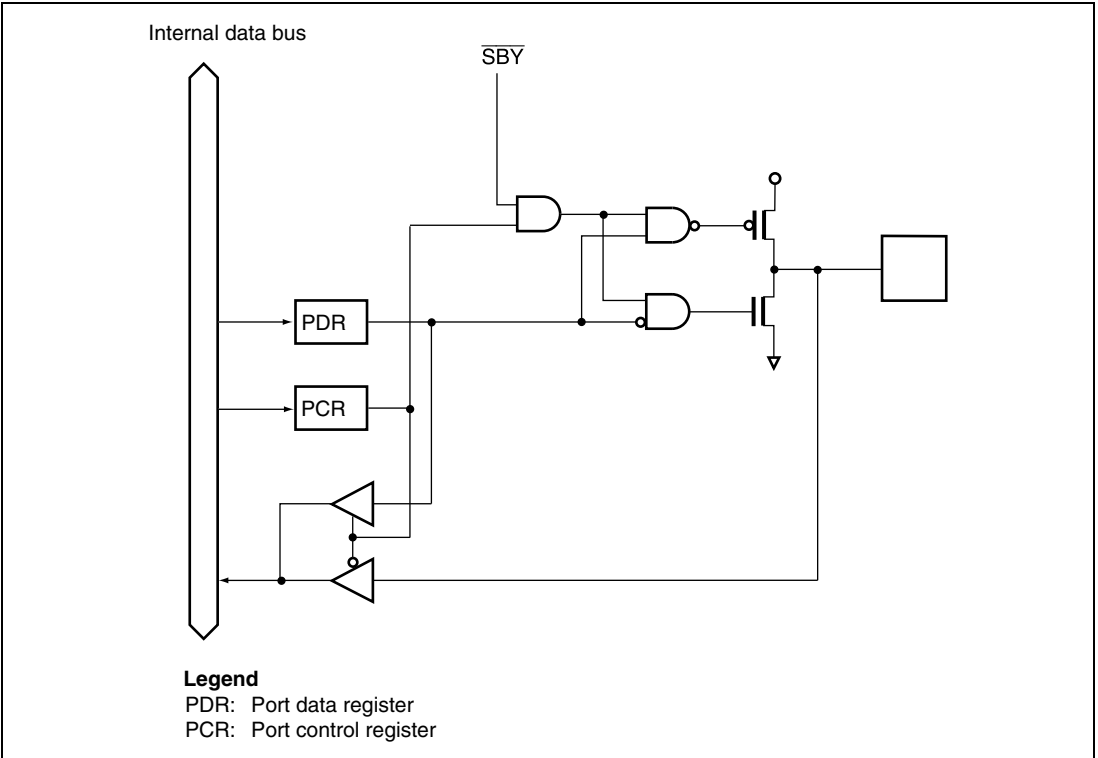 Internal data bus
SBY
PDR
PCR
Legend
PDR: Port data register
PCR: Port control register